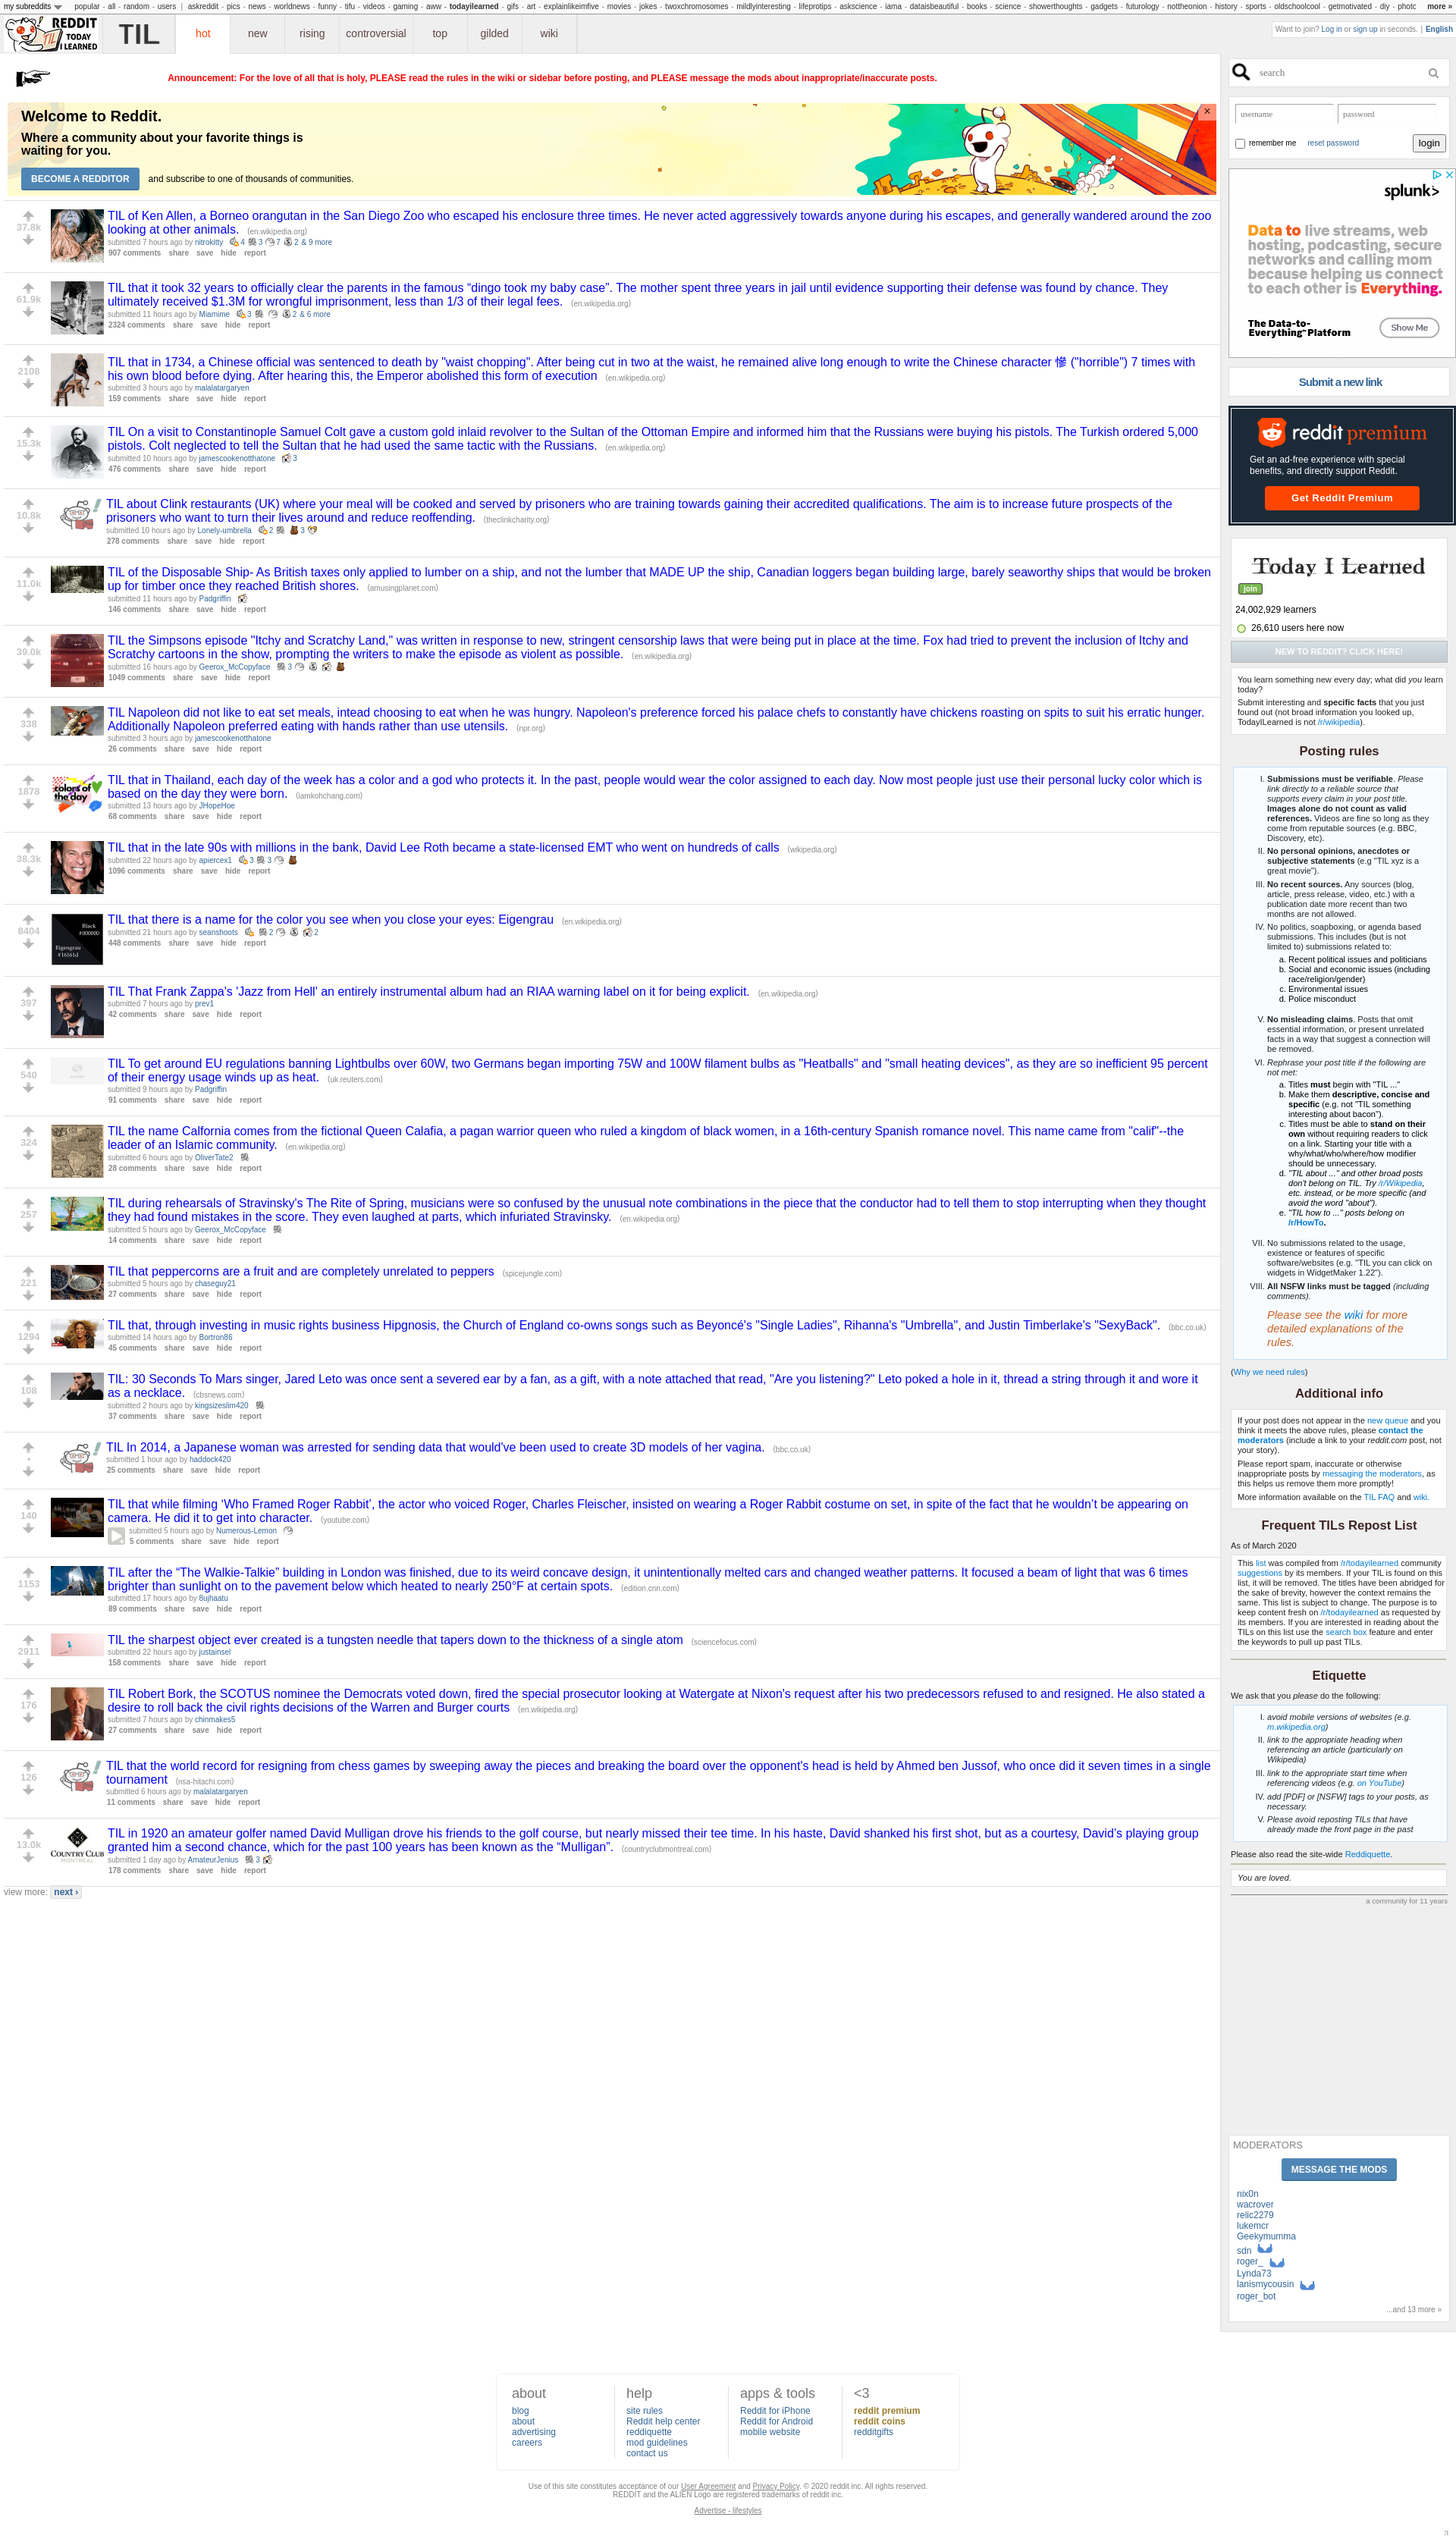 my subreddits popular - all - random - users | askreddit - pics - news - worldnews - funny - tifu - videos - gaming - aww - todayilearned - gifs - art - explainlikeimfive - movies - jokes - twoxchromosomes - mildlyinteresting - lifeprotips - askscience - iama - dataisbeautiful - books - science - showerthoughts - gadgets - futurology - nottheonion - history - sports - oldschoolcool - getmotivated - diy - photo more »
REDDIT TODAY I LEARNED TIL hot new rising controversial top gilded wiki
Want to join? Log in or sign up in seconds. | English
Announcement: For the love of all that is holy, PLEASE read the rules in the wiki or sidebar before posting, and PLEASE message the mods about inappropriate/inaccurate posts.
Welcome to Reddit.
Where a community about your favorite things is
waiting for you.
BECOME A REDDITOR and subscribe to one of thousands of communities.
×
37.8k
TIL of Ken Allen, a Borneo orangutan in the San Diego Zoo who escaped his enclosure three times. He never acted aggressively towards anyone during his escapes, and generally wandered around the zoo
looking at other animals. (en.wikipedia.org)
submitted 7 hours ago by nitrokitty 4 3 7 2 & 9 more
907 comments share save hide report
61.9k
TIL that it took 32 years to officially clear the parents in the famous “dingo took my baby case”. The mother spent three years in jail until evidence supporting their defense was found by chance. They
ultimately received $1.3M for wrongful imprisonment, less than 1/3 of their legal fees. (en.wikipedia.org)
submitted 11 hours ago by Miamime 3 2 & 6 more
2324 comments share save hide report
2108
TIL that in 1734, a Chinese official was sentenced to death by "waist chopping". After being cut in two at the waist, he remained alive long enough to write the Chinese character 慘 ("horrible") 7 times with
his own blood before dying. After hearing this, the Emperor abolished this form of execution (en.wikipedia.org)
submitted 3 hours ago by malalatargaryen
159 comments share save hide report
15.3k
TIL On a visit to Constantinople Samuel Colt gave a custom gold inlaid revolver to the Sultan of the Ottoman Empire and informed him that the Russians were buying his pistols. The Turkish ordered 5,000
pistols. Colt neglected to tell the Sultan that he had used the same tactic with the Russians. (en.wikipedia.org)
submitted 10 hours ago by jamescookenotthatone 3
476 comments share save hide report
10.8k
TIL about Clink restaurants (UK) where your meal will be cooked and served by prisoners who are training towards gaining their accredited qualifications. The aim is to increase future prospects of the
prisoners who want to turn their lives around and reduce reoffending. (theclinkcharity.org)
submitted 10 hours ago by Lonely-umbrella 2 3
278 comments share save hide report
11.0k
TIL of the Disposable Ship- As British taxes only applied to lumber on a ship, and not the lumber that MADE UP the ship, Canadian loggers began building large, barely seaworthy ships that would be broken
up for timber once they reached British shores. (amusingplanet.com)
submitted 11 hours ago by Padgriffin
146 comments share save hide report
39.0k
TIL the Simpsons episode "Itchy and Scratchy Land," was written in response to new, stringent censorship laws that were being put in place at the time. Fox had tried to prevent the inclusion of Itchy and
Scratchy cartoons in the show, prompting the writers to make the episode as violent as possible. (en.wikipedia.org)
submitted 16 hours ago by Geerox_McCopyface 3
1049 comments share save hide report
338
TIL Napoleon did not like to eat set meals, intead choosing to eat when he was hungry. Napoleon's preference forced his palace chefs to constantly have chickens roasting on spits to suit his erratic hunger.
Additionally Napoleon preferred eating with hands rather than use utensils. (npr.org)
submitted 3 hours ago by jamescookenotthatone
26 comments share save hide report
1878
colors of the day
TIL that in Thailand, each day of the week has a color and a god who protects it. In the past, people would wear the color assigned to each day. Now most people just use their personal lucky color which is
based on the day they were born. (iamkohchang.com)
submitted 13 hours ago by JHopeHoe
68 comments share save hide report
38.3k
TIL that in the late 90s with millions in the bank, David Lee Roth became a state-licensed EMT who went on hundreds of calls (wikipedia.org)
submitted 22 hours ago by apiercex1 3 3
1096 comments share save hide report
8404
Black #000000 Eigengrau #16161d
TIL that there is a name for the color you see when you close your eyes: Eigengrau (en.wikipedia.org)
submitted 21 hours ago by seanshoots 2 2
448 comments share save hide report
397
TIL That Frank Zappa's 'Jazz from Hell' an entirely instrumental album had an RIAA warning label on it for being explicit. (en.wikipedia.org)
submitted 7 hours ago by prev1
42 comments share save hide report
540
TIL To get around EU regulations banning Lightbulbs over 60W, two Germans began importing 75W and 100W filament bulbs as "Heatballs" and "small heating devices", as they are so inefficient 95 percent
of their energy usage winds up as heat. (uk.reuters.com)
submitted 9 hours ago by Padgriffin
91 comments share save hide report
324
TIL the name Calfornia comes from the fictional Queen Calafia, a pagan warrior queen who ruled a kingdom of black women, in a 16th-century Spanish romance novel. This name came from "calif"--the
leader of an Islamic community. (en.wikipedia.org)
submitted 6 hours ago by OliverTate2
28 comments share save hide report
257
TIL during rehearsals of Stravinsky's The Rite of Spring, musicians were so confused by the unusual note combinations in the piece that the conductor had to tell them to stop interrupting when they thought
they had found mistakes in the score. They even laughed at parts, which infuriated Stravinsky. (en.wikipedia.org)
submitted 5 hours ago by Geerox_McCopyface
14 comments share save hide report
221
TIL that peppercorns are a fruit and are completely unrelated to peppers (spicejungle.com)
submitted 5 hours ago by chaseguy21
27 comments share save hide report
1294
TIL that, through investing in music rights business Hipgnosis, the Church of England co-owns songs such as Beyoncé's "Single Ladies", Rihanna's "Umbrella", and Justin Timberlake's "SexyBack". (bbc.co.uk)
submitted 14 hours ago by Bortron86
45 comments share save hide report
108
TIL: 30 Seconds To Mars singer, Jared Leto was once sent a severed ear by a fan, as a gift, with a note attached that read, "Are you listening?" Leto poked a hole in it, thread a string through it and wore it
as a necklace. (cbsnews.com)
submitted 2 hours ago by kingsizeslim420
37 comments share save hide report
•
TIL In 2014, a Japanese woman was arrested for sending data that would've been used to create 3D models of her vagina. (bbc.co.uk)
submitted 1 hour ago by haddock420
25 comments share save hide report
140
TIL that while filming ‘Who Framed Roger Rabbit’, the actor who voiced Roger, Charles Fleischer, insisted on wearing a Roger Rabbit costume on set, in spite of the fact that he wouldn’t be appearing on
camera. He did it to get into character. (youtube.com)
submitted 5 hours ago by Numerous-Lemon
5 comments share save hide report
1153
TIL after the “The Walkie-Talkie” building in London was finished, due to its weird concave design, it unintentionally melted cars and changed weather patterns. It focused a beam of light that was 6 times
brighter than sunlight on to the pavement below which heated to nearly 250°F at certain spots. (edition.cnn.com)
submitted 17 hours ago by 8ujhaatu
89 comments share save hide report
2911
TIL the sharpest object ever created is a tungsten needle that tapers down to the thickness of a single atom (sciencefocus.com)
submitted 22 hours ago by justainsel
158 comments share save hide report
176
TIL Robert Bork, the SCOTUS nominee the Democrats voted down, fired the special prosecutor looking at Watergate at Nixon's request after his two predecessors refused to and resigned. He also stated a
desire to roll back the civil rights decisions of the Warren and Burger courts (en.wikipedia.org)
submitted 7 hours ago by chinmakes5
27 comments share save hide report
126
TIL that the world record for resigning from chess games by sweeping away the pieces and breaking the board over the opponent's head is held by Ahmed ben Jussof, who once did it seven times in a single
tournament (nsa-hitachi.com)
submitted 6 hours ago by malalatargaryen
11 comments share save hide report
13.0k
COUNTRY CLUB MONTREAL
TIL in 1920 an amateur golfer named David Mulligan drove his friends to the golf course, but nearly missed their tee time. In his haste, David shanked his first shot, but as a courtesy, David’s playing group
granted him a second chance, which for the past 100 years has been known as the “Mulligan”. (countryclubmontreal.com)
submitted 1 day ago by AmateurJenius 3
178 comments share save hide report
view more: next ›
search
username password
remember me reset password login
splunk>
Data to live streams, web
hosting, podcasting, secure
networks and calling mom
because helping us connect
to each other is Everything.
The Data-to-
Everything™ Platform Show Me
Submit a new link
reddit premium
Get an ad-free experience with special
benefits, and directly support Reddit.
Get Reddit Premium
Today I Learned
join
24,002,929 learners
26,610 users here now
NEW TO REDDIT? CLICK HERE!
You learn something new every day; what did you learn
today?
Submit interesting and specific facts that you just
found out (not broad information you looked up,
TodayILearned is not /r/wikipedia).
Posting rules
I. Submissions must be verifiable. Please
link directly to a reliable source that
supports every claim in your post title.
Images alone do not count as valid
references. Videos are fine so long as they
come from reputable sources (e.g. BBC,
Discovery, etc).
II. No personal opinions, anecdotes or
subjective statements (e.g "TIL xyz is a
great movie").
III. No recent sources. Any sources (blog,
article, press release, video, etc.) with a
publication date more recent than two
months are not allowed.
IV. No politics, soapboxing, or agenda based
submissions. This includes (but is not
limited to) submissions related to:
a. Recent political issues and politicians
b. Social and economic issues (including
race/religion/gender)
c. Environmental issues
d. Police misconduct
V. No misleading claims. Posts that omit
essential information, or present unrelated
facts in a way that suggest a connection will
be removed.
VI. Rephrase your post title if the following are
not met:
a. Titles must begin with "TIL ..."
b. Make them descriptive, concise and
specific (e.g. not "TIL something
interesting about bacon").
c. Titles must be able to stand on their
own without requiring readers to click
on a link. Starting your title with a
why/what/who/where/how modifier
should be unnecessary.
d. "TIL about ..." and other broad posts
don't belong on TIL. Try /r/Wikipedia,
etc. instead, or be more specific (and
avoid the word "about").
e. "TIL how to ..." posts belong on
/r/HowTo.
VII. No submissions related to the usage,
existence or features of specific
software/websites (e.g. "TIL you can click on
widgets in WidgetMaker 1.22").
VIII. All NSFW links must be tagged (including
comments).
Please see the wiki for more
detailed explanations of the
rules.
(Why we need rules)
Additional info
If your post does not appear in the new queue and you
think it meets the above rules, please contact the
moderators (include a link to your reddit.com post, not
your story).
Please report spam, inaccurate or otherwise
inappropriate posts by messaging the moderators, as
this helps us remove them more promptly!
More information available on the TIL FAQ and wiki.
Frequent TILs Repost List
As of March 2020
This list was compiled from /r/todayilearned community
suggestions by its members. If your TIL is found on this
list, it will be removed. The titles have been abridged for
the sake of brevity, however the context remains the
same. This list is subject to change. The purpose is to
keep content fresh on /r/todayilearned as requested by
its members. If you are interested in reading about the
TILs on this list use the search box feature and enter
the keywords to pull up past TILs.
Etiquette
We ask that you please do the following:
I. avoid mobile versions of websites (e.g.
m.wikipedia.org)
II. link to the appropriate heading when
referencing an article (particularly on
Wikipedia)
III. link to the appropriate start time when
referencing videos (e.g. on YouTube)
IV. add [PDF] or [NSFW] tags to your posts, as
necessary.
V. Please avoid reposting TILs that have
already made the front page in the past
Please also read the site-wide Reddiquette.
You are loved.
a community for 11 years
MODERATORS
MESSAGE THE MODS
nix0n
wacrover
relic2279
lukemcr
Geekymumma
sdn
roger_
Lynda73
lanismycousin
roger_bot
...and 13 more »
about help apps & tools <3
blog site rules Reddit for iPhone reddit premium
about Reddit help center Reddit for Android reddit coins
advertising reddiquette mobile website redditgifts
careers mod guidelines
contact us
Use of this site constitutes acceptance of our User Agreement and Privacy Policy. © 2020 reddit inc. All rights reserved.
REDDIT and the ALIEN Logo are registered trademarks of reddit inc.
Advertise - lifestyles
π